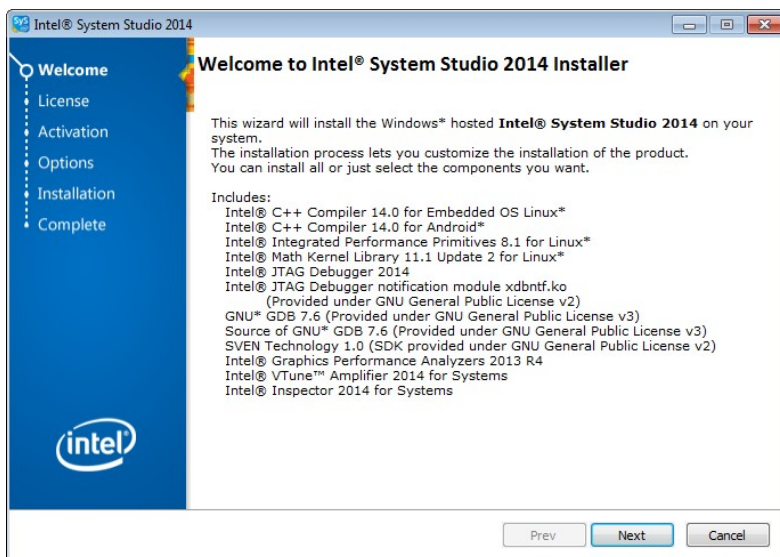 Intel® System Studio 2014
Welcome
License
Activation
Options
Installation
Complete
intel®
Welcome to Intel® System Studio 2014 Installer
This wizard will install the Windows* hosted Intel® System Studio 2014 on your
system.
The installation process lets you customize the installation of the product.
You can install all or just select the components you want.
Includes:
Intel® C++ Compiler 14.0 for Embedded OS Linux*
Intel® C++ Compiler 14.0 for Android*
Intel® Integrated Performance Primitives 8.1 for Linux*
Intel® Math Kernel Library 11.1 Update 2 for Linux*
Intel® JTAG Debugger 2014
Intel® JTAG Debugger notification module xdbntf.ko
(Provided under GNU General Public License v2)
GNU* GDB 7.6 (Provided under GNU General Public License v3)
Source of GNU* GDB 7.6 (Provided under GNU General Public License v3)
SVEN Technology 1.0 (SDK provided under GNU General Public License v2)
Intel® Graphics Performance Analyzers 2013 R4
Intel® VTune™ Amplifier 2014 for Systems
Intel® Inspector 2014 for Systems
Prev
Next
Cancel